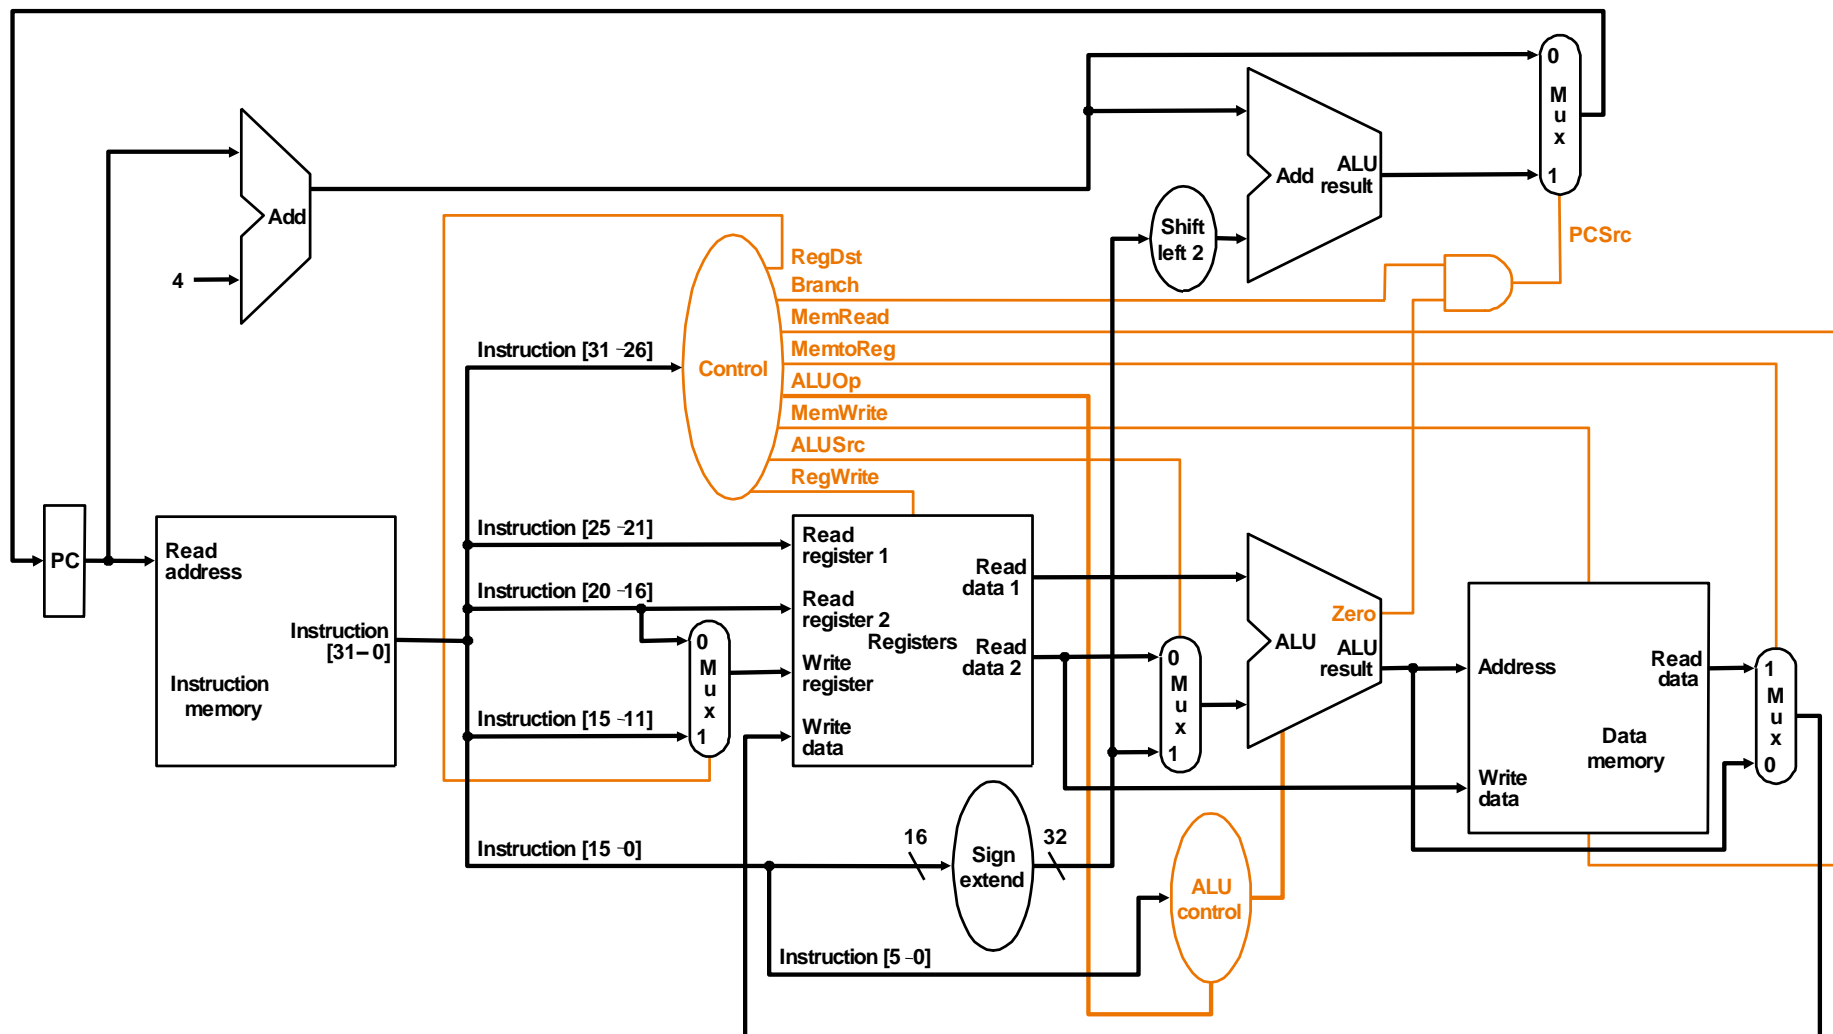 0
M
u
x
1
Add
ALU
result
Shift
left 2
PCSrc
Add
4
RegDst
Branch
MemRead
MemtoReg
ALUOp
MemWrite
ALUSrc
RegWrite
Control
Instruction [31–26]
Instruction [25–21]
Instruction [20–16]
Instruction [15–11]
Instruction [15–0]
Instruction [5–0]
PC
Read
address
Instruction
[31–0]
Instruction
memory
0
M
u
x
1
Read
register 1
Read
register 2
Write
register
Write
data
Registers
Read
data 1
Read
data 2
0
M
u
x
1
Zero
ALU
ALU
result
Address
Write
data
Read
data
Data
memory
1
M
u
x
0
16
Sign
extend
32
ALU
control